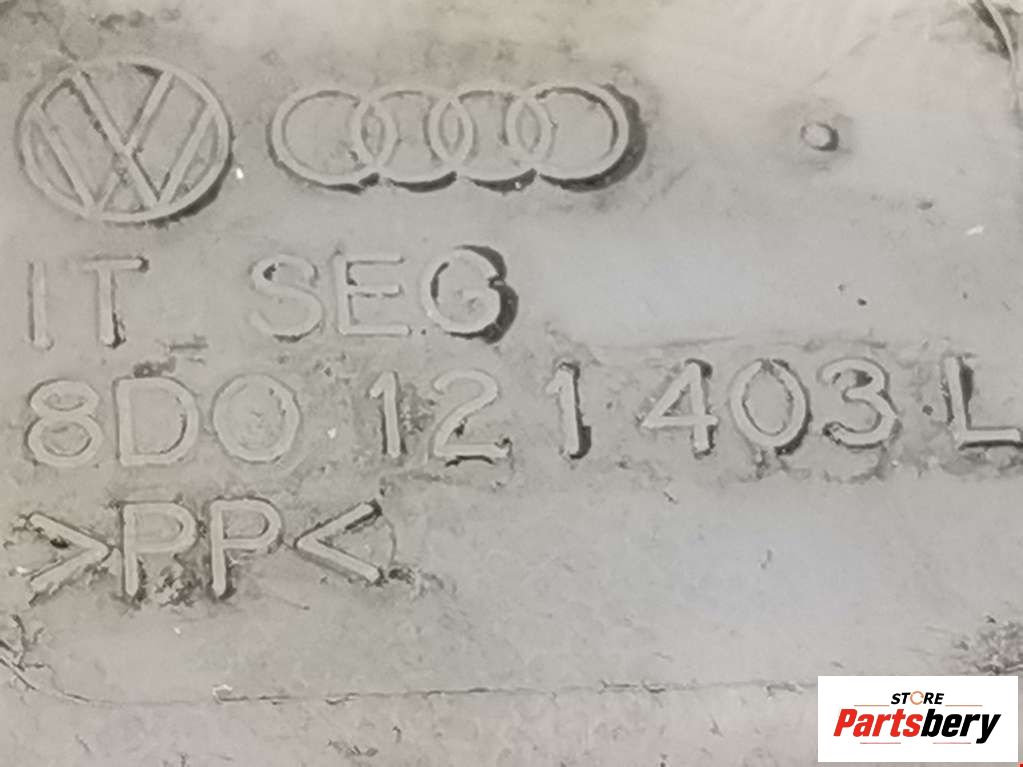 IT SEG
8D0 121 403 L
>PP<
STORE
Partsbery